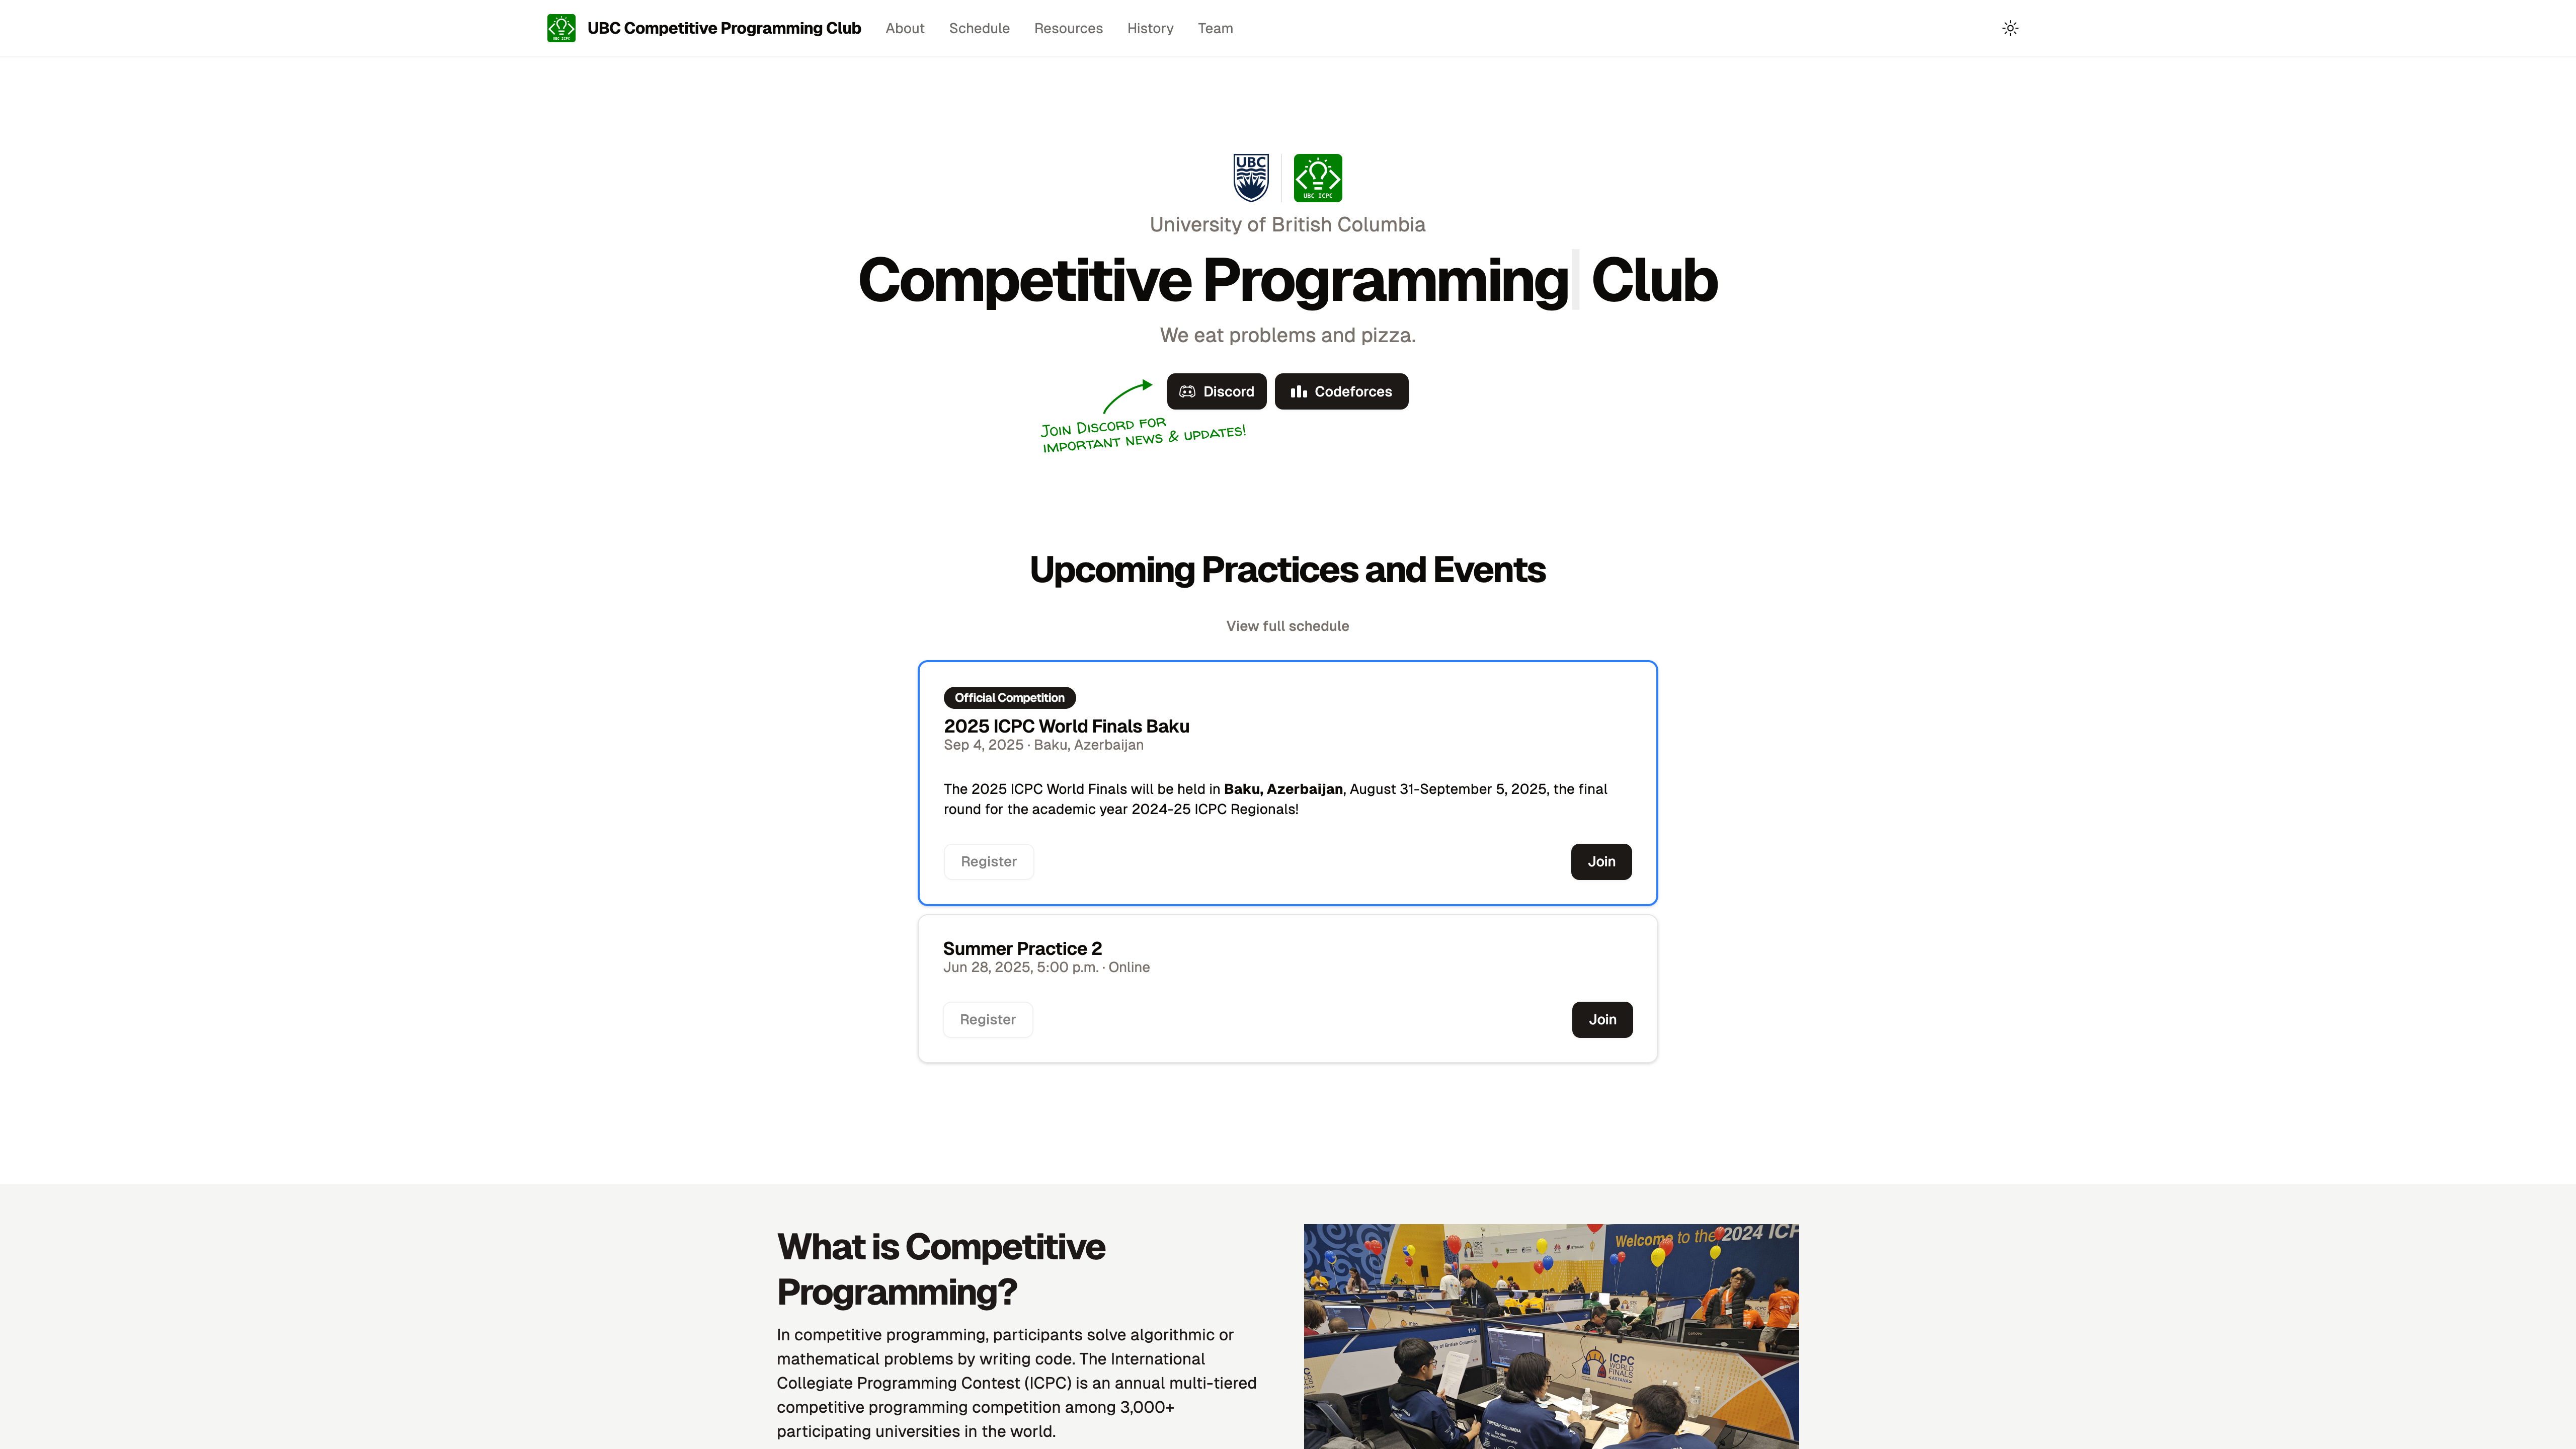 UBC ICPC
UBC Competitive Programming Club
About
Schedule
Resources
History
Team
UBC
UBC ICPC
University of British Columbia
Competitive Programming Club
We eat problems and pizza.
Discord
Codeforces
Join Discord for
important news & updates!
Upcoming Practices and Events
View full schedule
Official Competition
2025 ICPC World Finals Baku
Sep 4, 2025 · Baku, Azerbaijan
The 2025 ICPC World Finals will be held in Baku, Azerbaijan, August 31-September 5, 2025, the final
round for the academic year 2024-25 ICPC Regionals!
Register
Join
Summer Practice 2
Jun 28, 2025, 5:00 p.m. · Online
Register
Join
What is Competitive
Programming?
In competitive programming, participants solve algorithmic or
mathematical problems by writing code. The International
Collegiate Programming Contest (ICPC) is an annual multi-tiered
competitive programming competition among 3,000+
participating universities in the world.
Welcome to the 2024 ICP
114
of British Columbia
ICPC
WORLD
FINALS
ASTANA